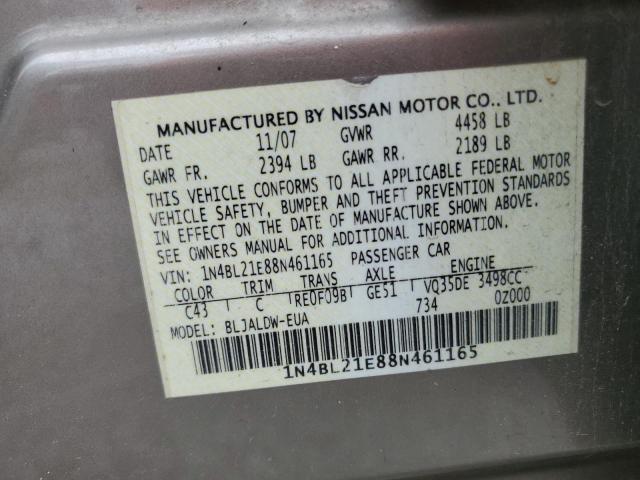 MANUFACTURED BY NISSAN MOTOR CO., LTD.
DATE 11/07 GVWR 4458 LB
GAWR FR. 2394 LB GAWR RR. 2189 LB
THIS VEHICLE CONFORMS TO ALL APPLICABLE FEDERAL MOTOR
VEHICLE SAFETY, BUMPER AND THEFT PREVENTION STANDARDS
IN EFFECT ON THE DATE OF MANUFACTURE SHOWN ABOVE.
SEE OWNERS MANUAL FOR ADDITIONAL INFORMATION.
VIN: 1N4BL21E88N461165 PASSENGER CAR
COLOR TRIM TRANS AXLE ENGINE
C43 C RE0F09B GE51 VQ35DE 3498CC
MODEL: BLJALDW-EUA 734 0Z000
1N4BL21E88N461165